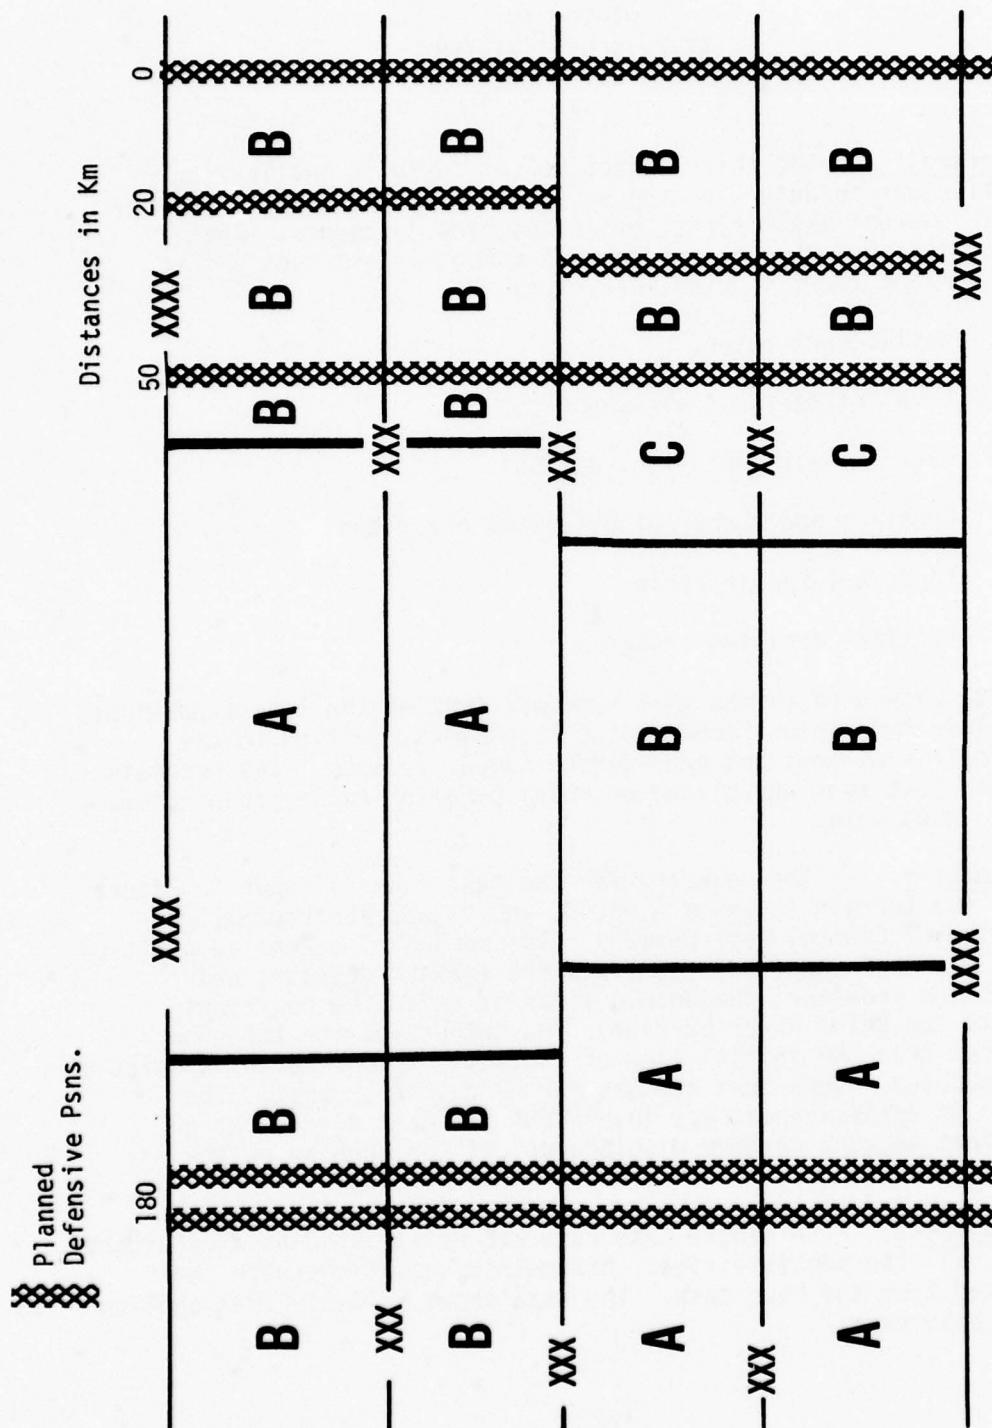 Planned
Defensive Psns.
Distances in Km
180 50 20 0
XXXX XXXX
B B A B B B
XXX XXX
B B A B B B
XXX XXX
A A B C B B
XXX XXX
A A B C B B
XXXX XXXX